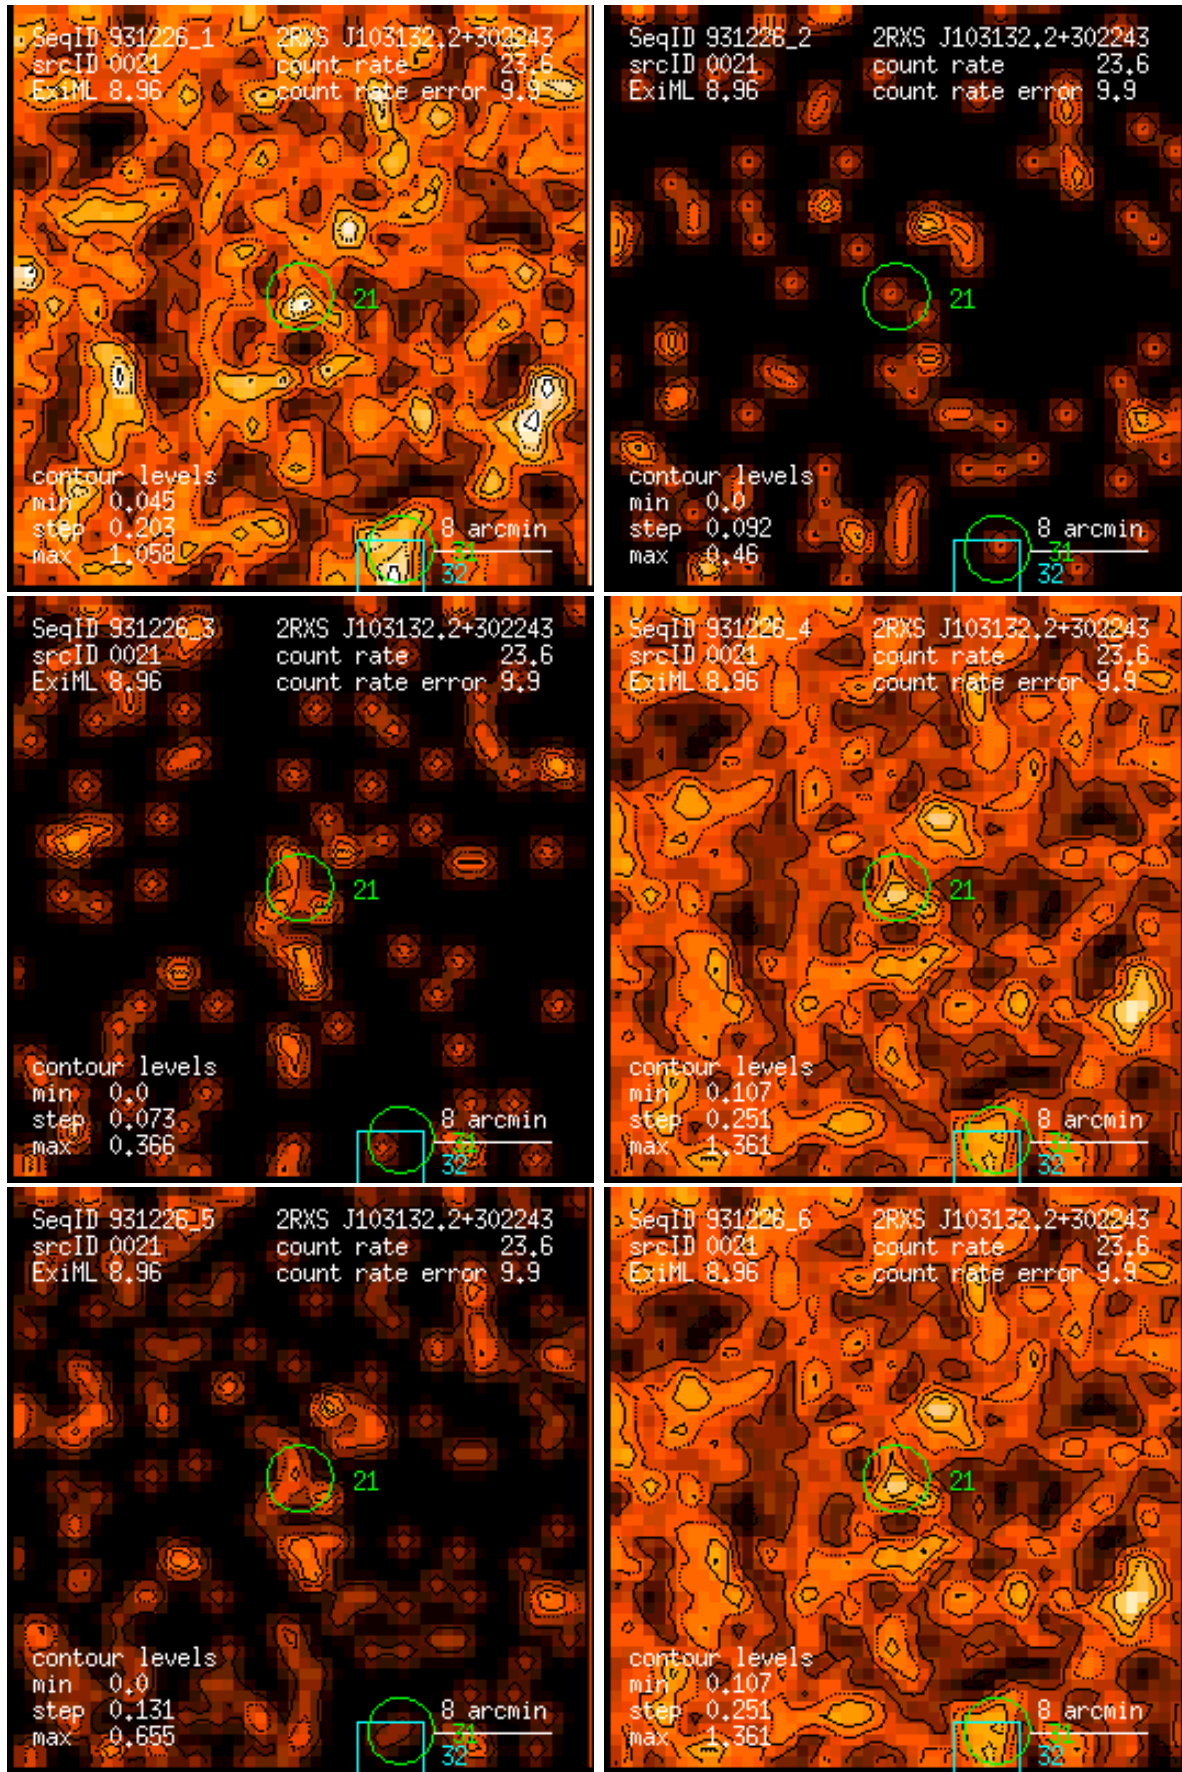 SeqID 931226_1 2RXS J103132.2+302243
srcID 0021 count rate 23.6
ExiML 8.96 count rate error 9.9
21
contour levels
min 0.045
step 0.203 8 arcmin
max 1.058 31
32
SeqID 931226_2 2RXS J103132.2+302243
srcID 0021 count rate 23.6
ExiML 8.96 count rate error 9.9
21
contour levels
min 0.0
step 0.092 8 arcmin
max 0.46 31
32
SeqID 931226_3 2RXS J103132.2+302243
srcID 0021 count rate 23.6
ExiML 8.96 count rate error 9.9
21
contour levels
min 0.0
step 0.073 8 arcmin
max 0.366 31
32
SeqID 931226_4 2RXS J103132.2+302243
srcID 0021 count rate 23.6
ExiML 8.96 count rate error 9.9
21
contour levels
min 0.107
step 0.251 8 arcmin
max 1.361 31
32
SeqID 931226_5 2RXS J103132.2+302243
srcID 0021 count rate 23.6
ExiML 8.96 count rate error 9.9
21
contour levels
min 0.0
step 0.131 8 arcmin
max 0.655 31
32
SeqID 931226_6 2RXS J103132.2+302243
srcID 0021 count rate 23.6
ExiML 8.96 count rate error 9.9
21
contour levels
min 0.107
step 0.251 8 arcmin
max 1.361 31
32